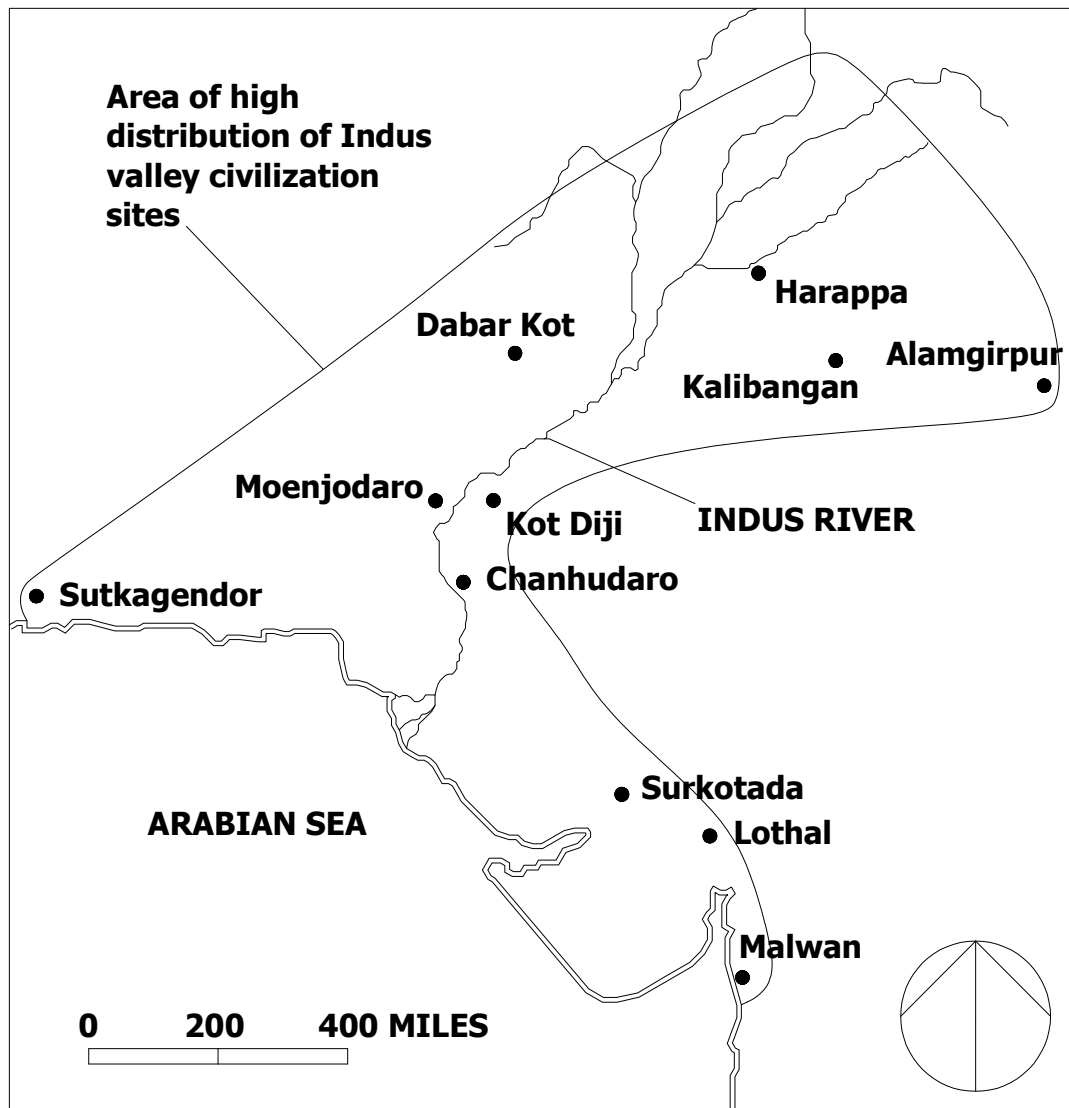 Area of high
distribution of Indus
valley civilization
sites
Harappa
Dabar Kot
Alamgirpur
Kalibangan
Moenjodaro
Kot Diji
INDUS RIVER
Chanhudaro
Sutkagendor
Surkotada
ARABIAN SEA
Lothal
Malwan
0 200 400 MILES